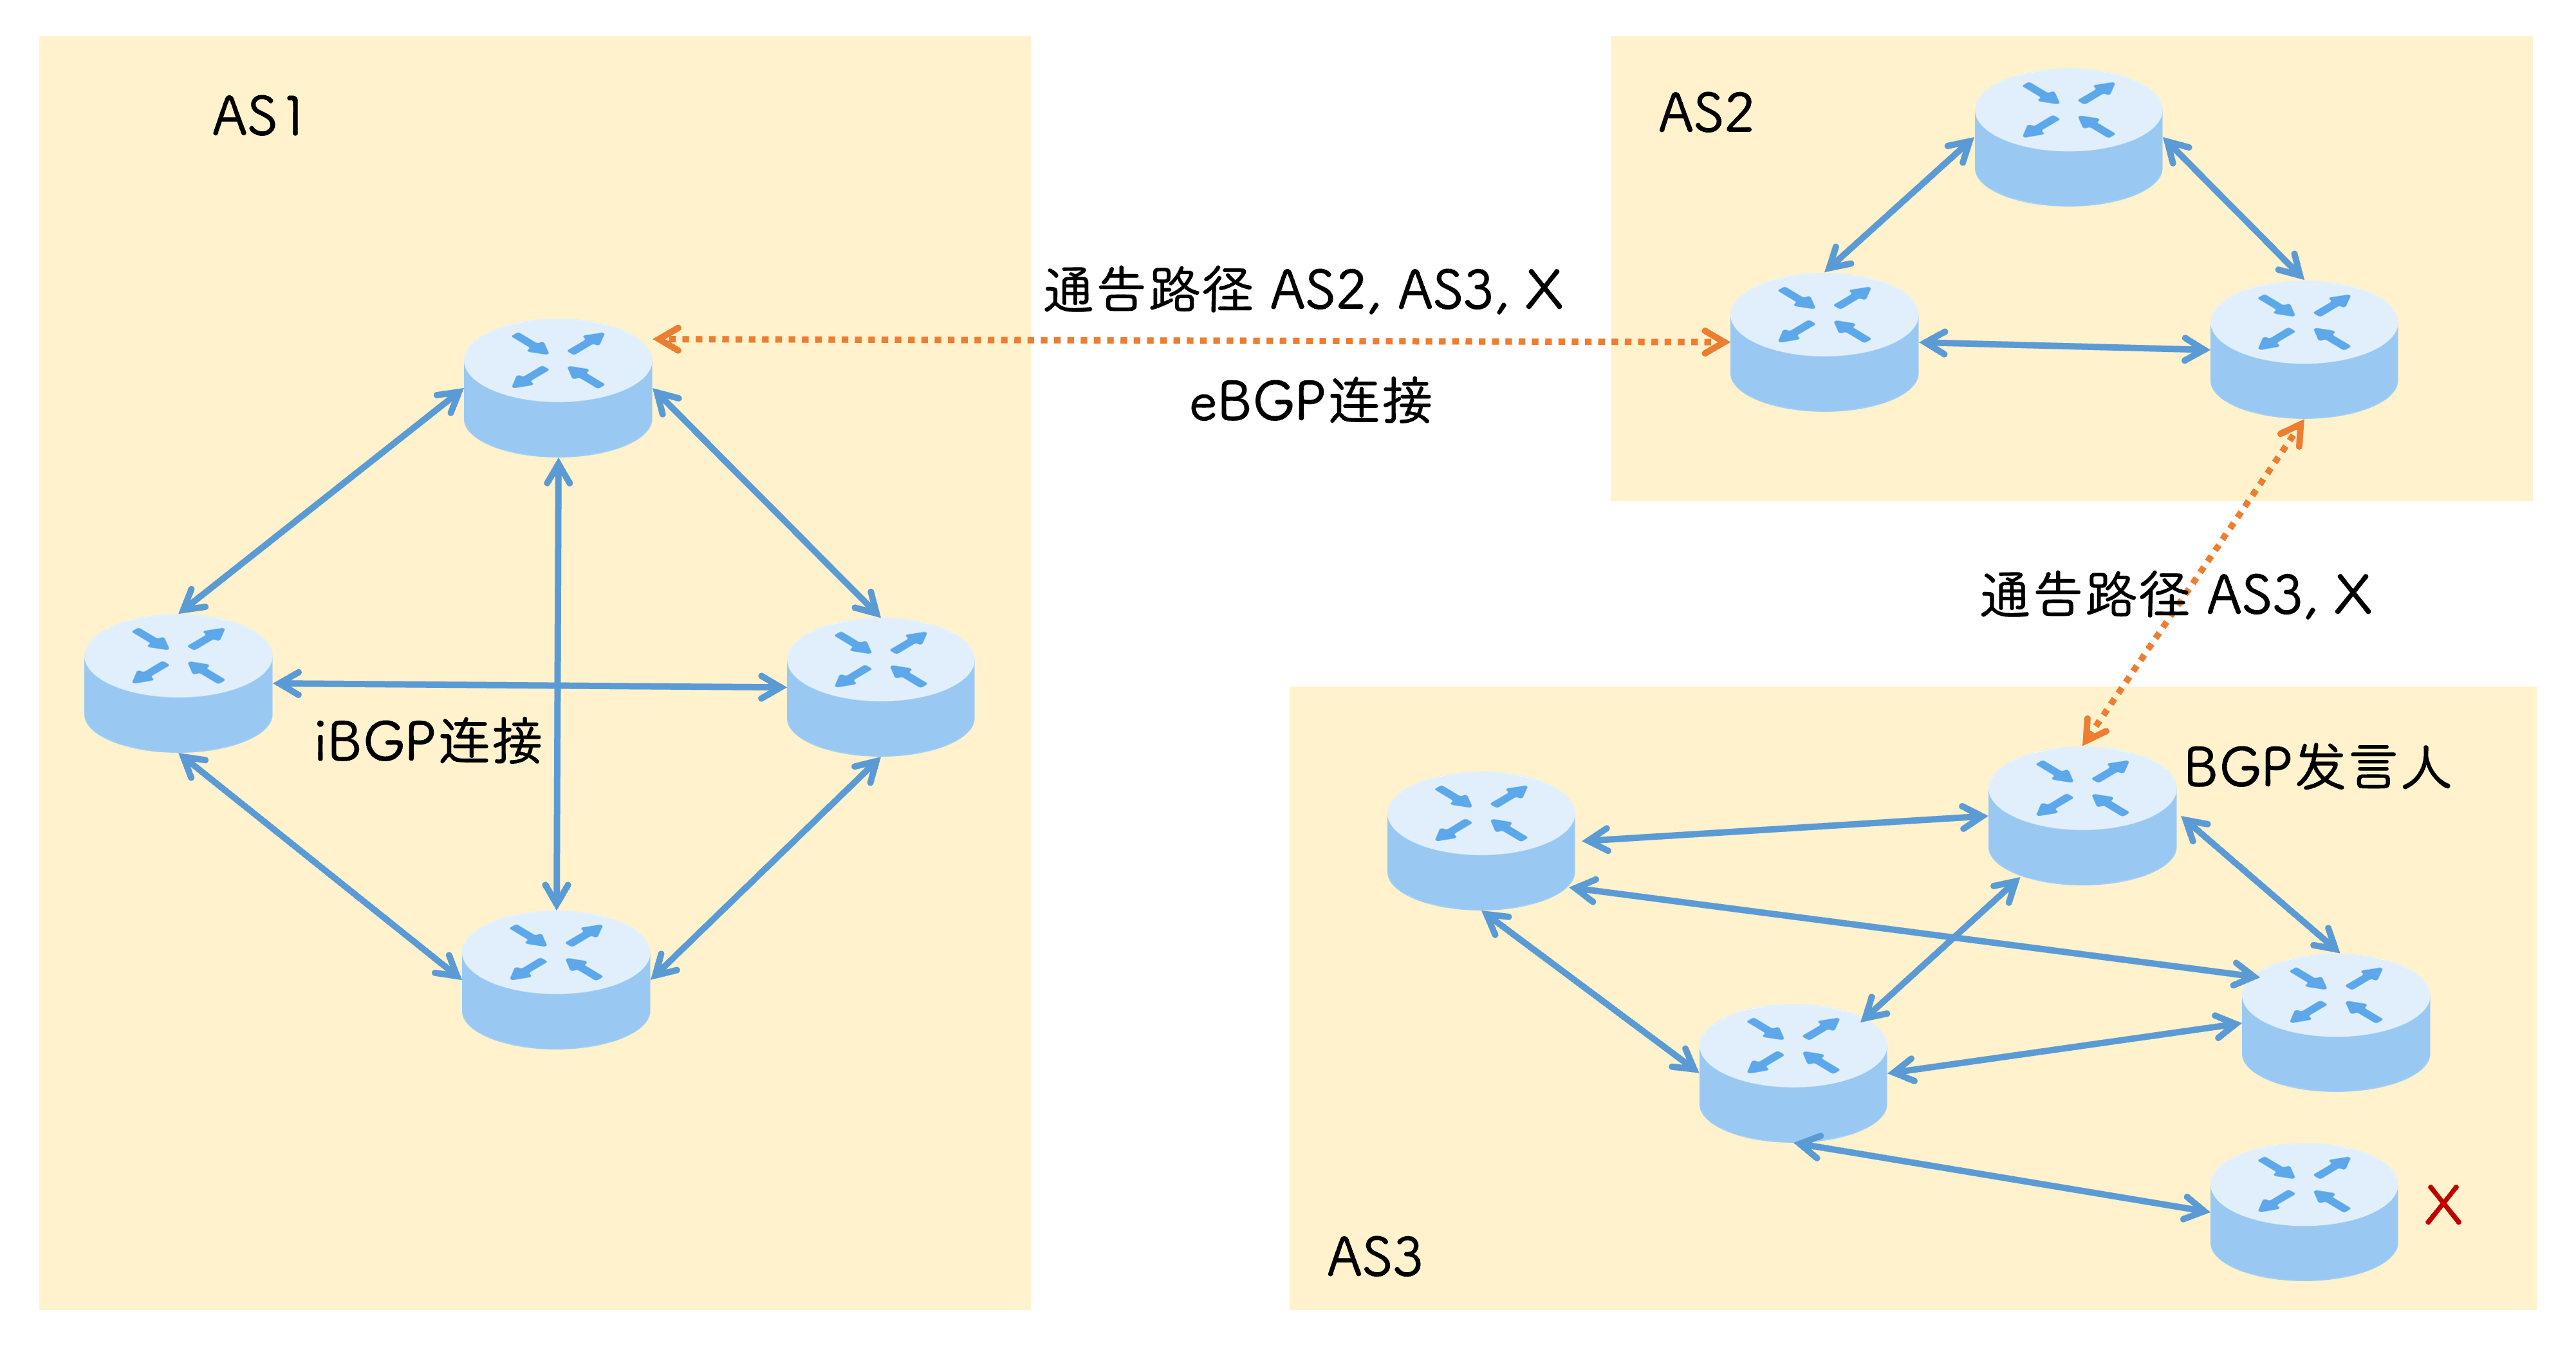 AS1
AS2
通告路径 AS2, AS3, X
eBGP连接
通告路径 AS3, X
iBGP连接
BGP发言人
X
AS3